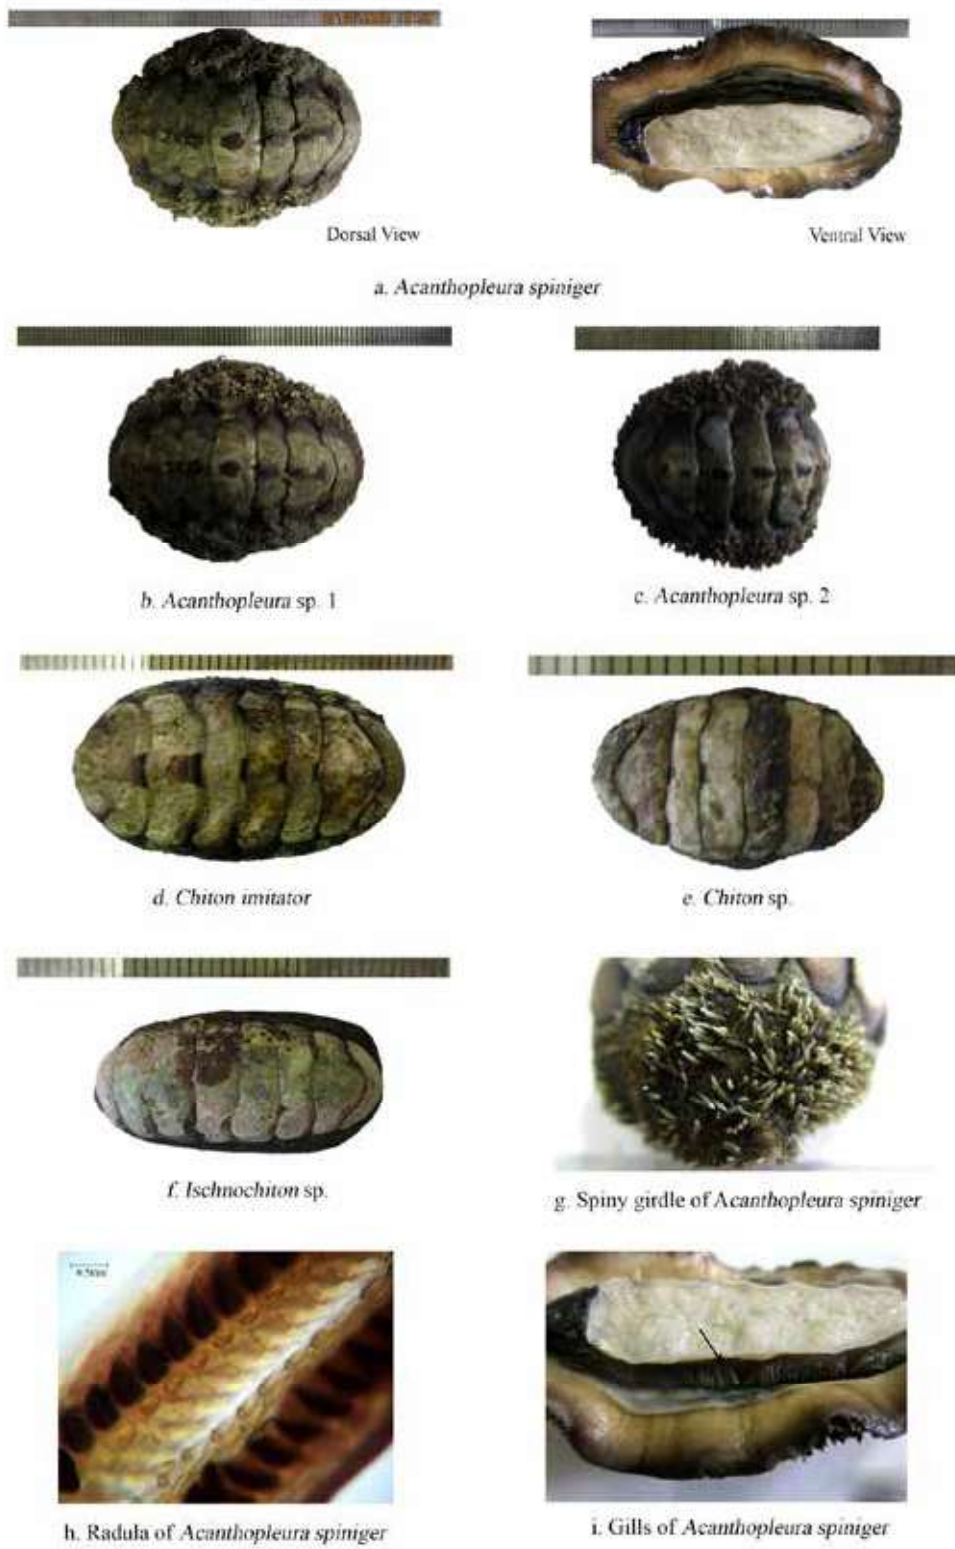 Dorsal View
Ventral View
a. Acanthopleura spiniger
b. Acanthopleura sp. 1
c. Acanthopleura sp. 2
d. Chiton imitator
e. Chiton sp.
f. Ischnochiton sp.
g. Spiny girdle of Acanthopleura spiniger
h. Radula of Acanthopleura spiniger
i. Gills of Acanthopleura spiniger